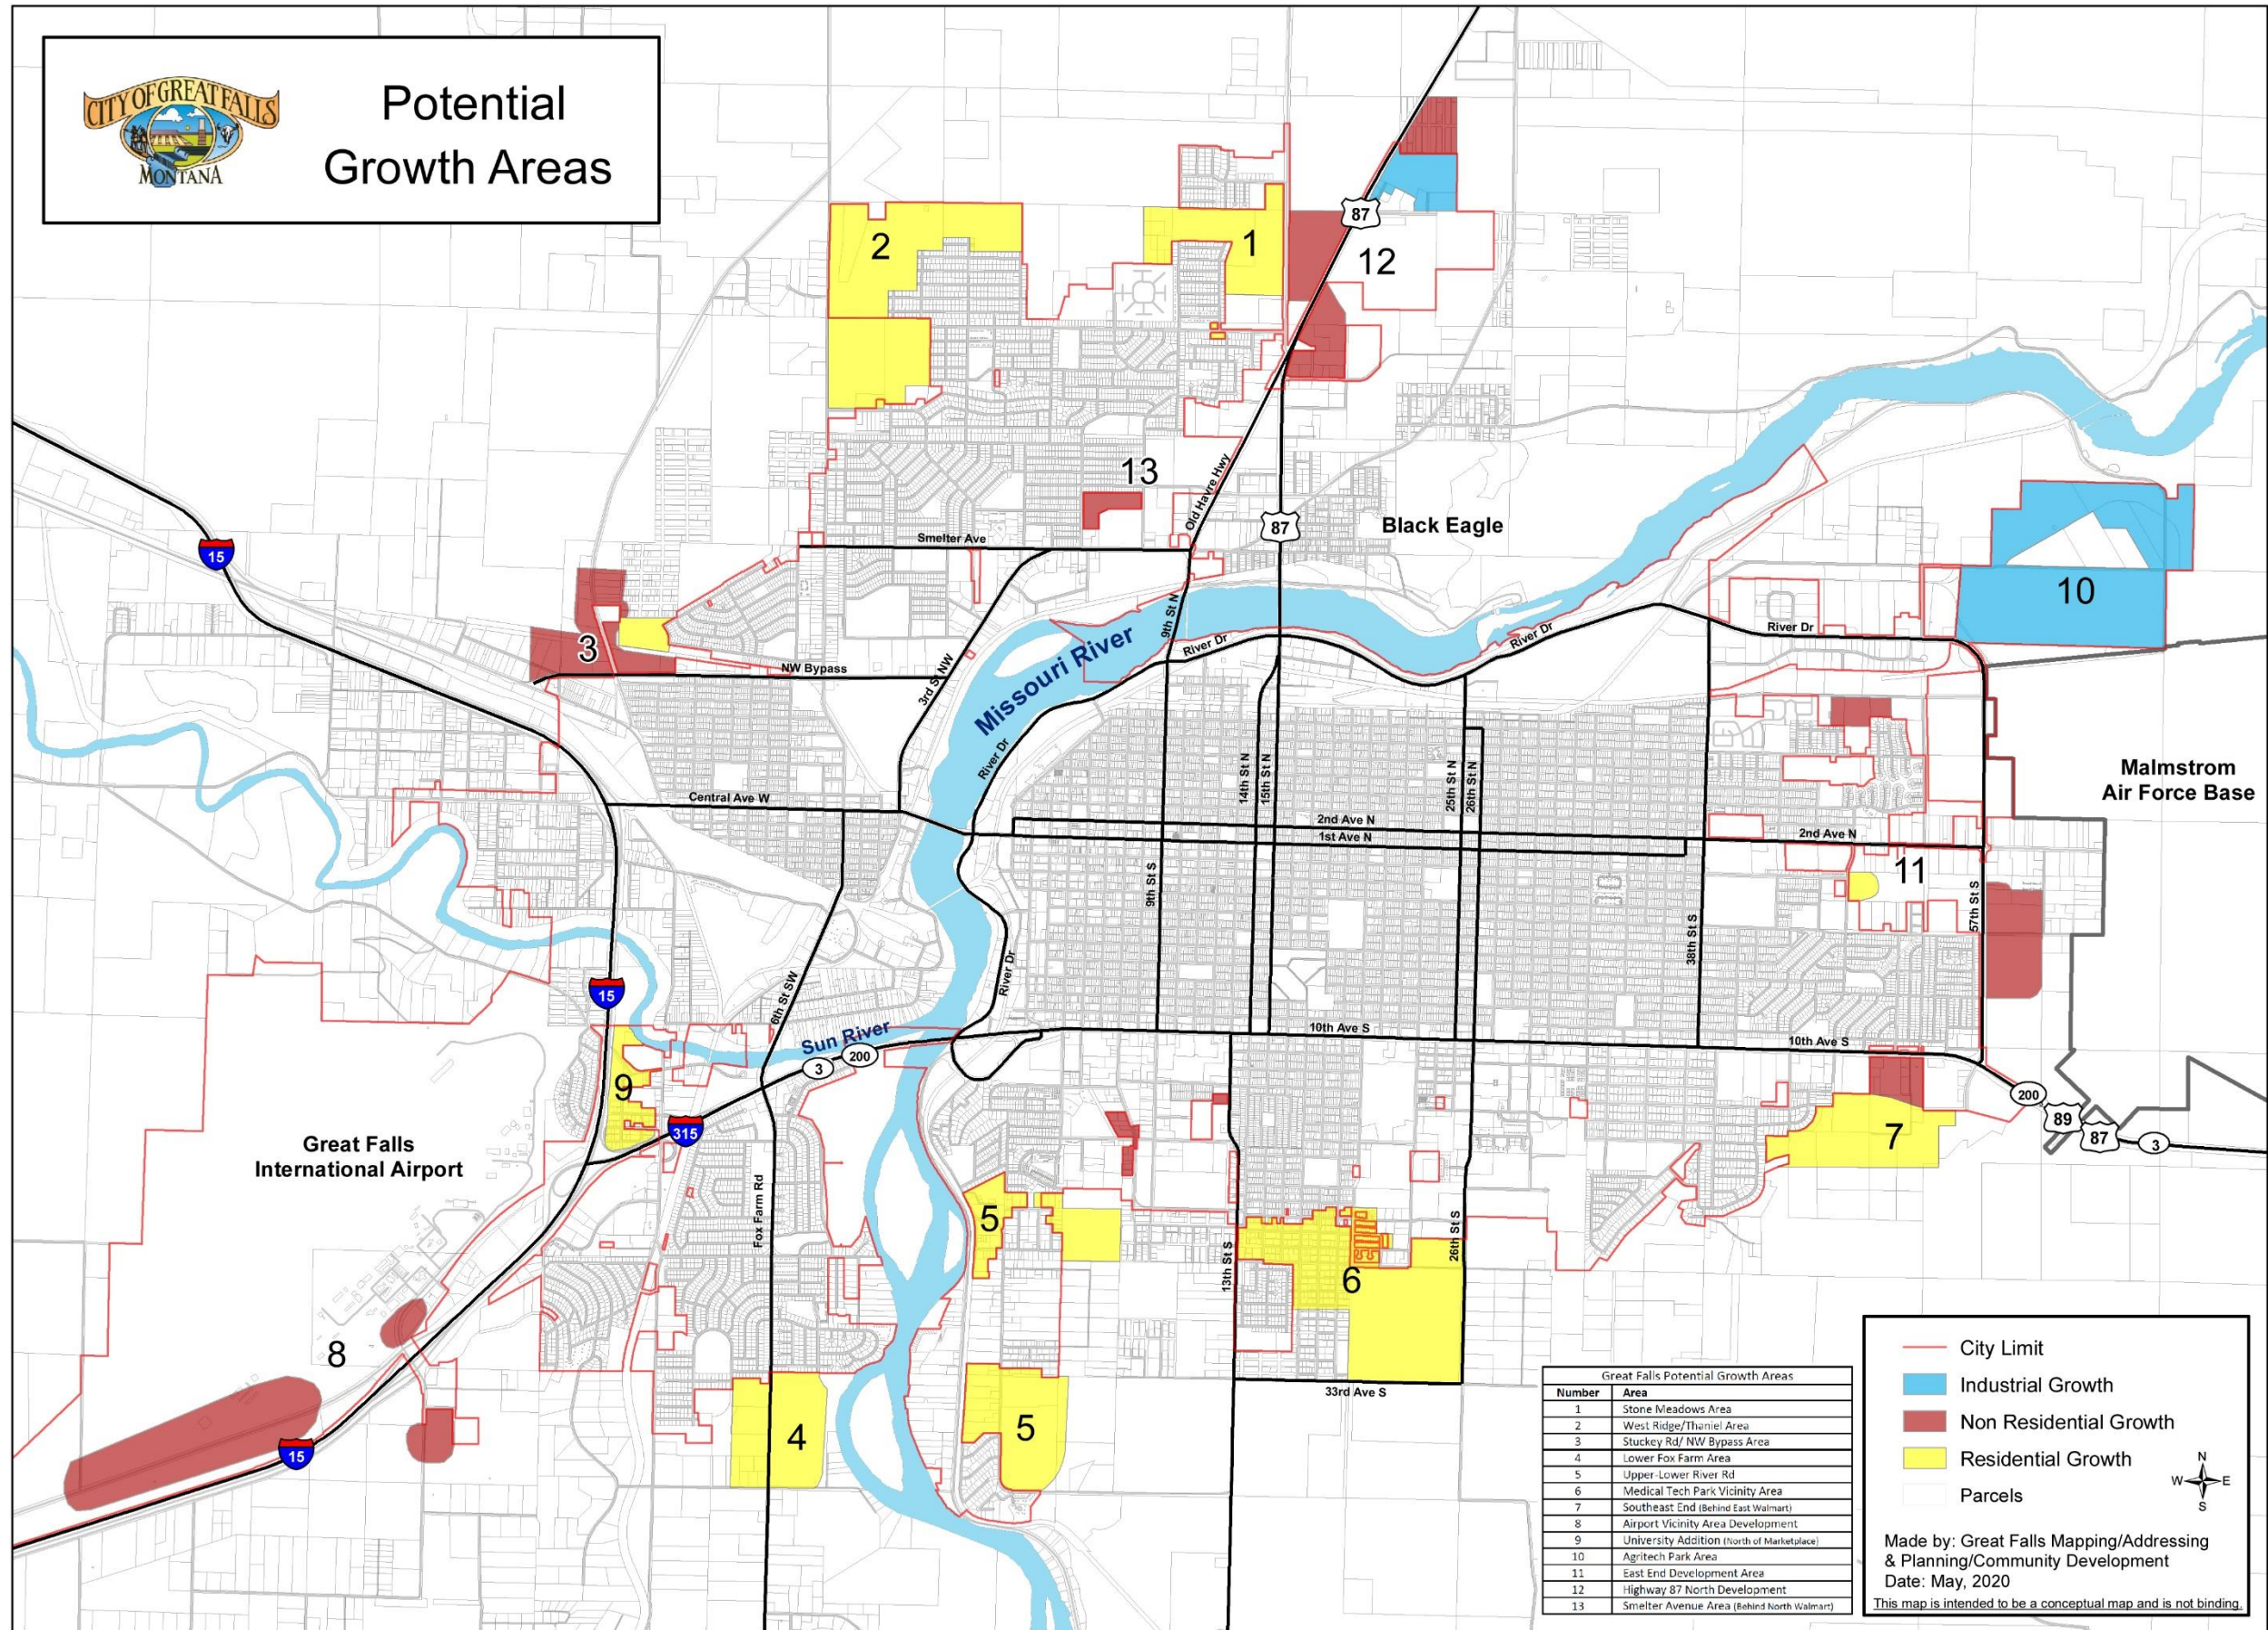 CITY OF GREAT FALLS
MONTANA
Potential
Growth Areas
87
2
1
12
13
Old Havre Hwy
15
87
Black Eagle
Smelter Ave
10
9th St N
River Dr
River Dr
River Dr
3
Missouri River
NW Bypass
3rd St NW
River Dr
Malmstrom
Air Force Base
14th St N
15th St N
25th St N
26th St N
Central Ave W
2nd Ave N
1st Ave N
2nd Ave N
11
9th St S
57th St S
38th St S
River Dr
15
6th St SW
Sun River
10th Ave S
10th Ave S
200
3
9
200
89
87
3
315
7
Great Falls
International Airport
Fox Farm Rd
5
13th St S
26th St S
6
8
33rd Ave S
15
4
5
Great Falls Potential Growth Areas
Number Area
1 Stone Meadows Area
2 West Ridge/Thaniel Area
3 Stuckey Rd/ NW Bypass Area
4 Lower Fox Farm Area
5 Upper-Lower River Rd
6 Medical Tech Park Vicinity Area
7 Southeast End (Behind East Walmart)
8 Airport Vicinity Area Development
9 University Addition (North of Marketplace)
10 Agritech Park Area
11 East End Development Area
12 Highway 87 North Development
13 Smelter Avenue Area (Behind North Walmart)
City Limit
Industrial Growth
Non Residential Growth
Residential Growth
Parcels
N
W E
S
Made by: Great Falls Mapping/Addressing
& Planning/Community Development
Date: May, 2020
This map is intended to be a conceptual map and is not binding.